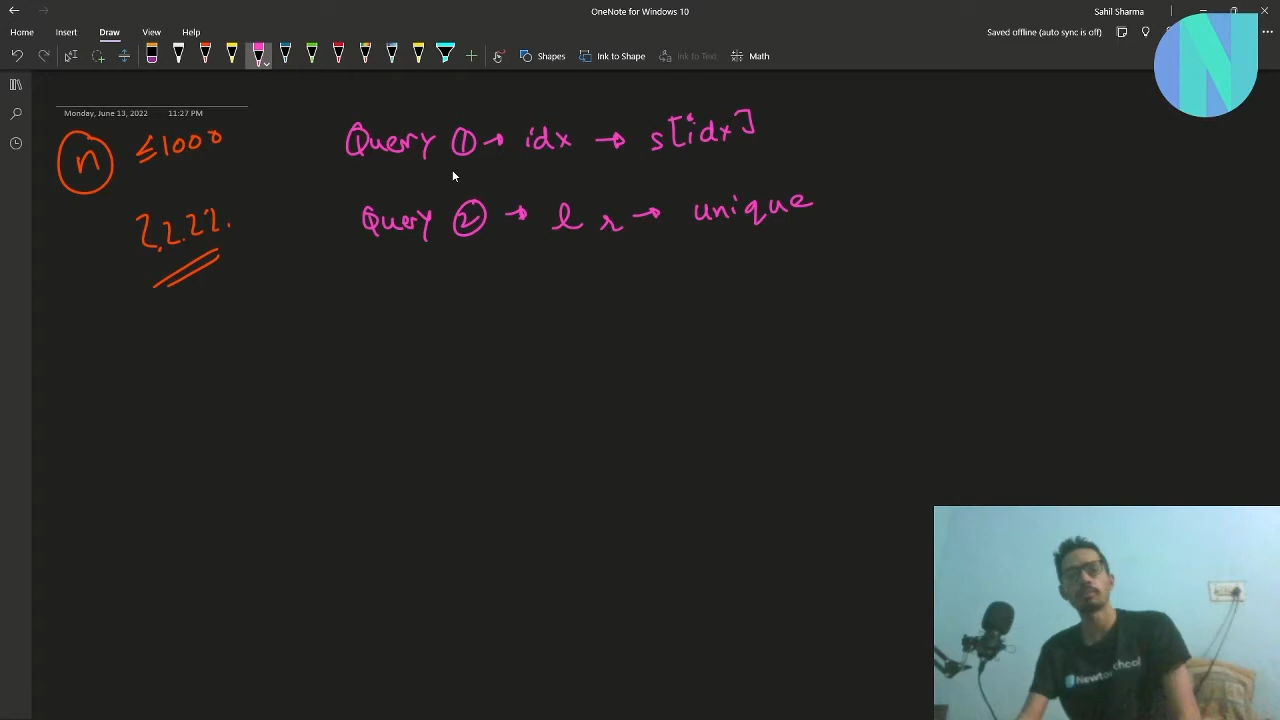 OneNote for Windows 10
Sahil Sharma
Home Insert Draw View Help
Saved offline (auto sync is off)
Shapes Ink to Shape Ink to Text Math
Monday, June 13, 2022 11:27 PM
n ≤1000
Query ① → idx → s[idx]
Query ② → l r → unique
N